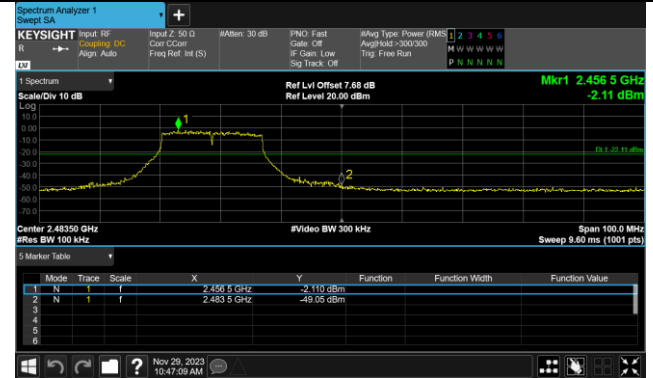 Spectrum Analyzer 1
Swept SA
+
KEYSIGHT Input: RF Input Z: 50 Ω #Atten: 30 dB PNO: Fast #Avg Type: Power (RMS 1 2 3 4 5 6
R Coupling: DC Corr CCorr Gate: Off Avg|Hold >300/300 M W W W W W
Align: Auto Freq Ref: Int (S) IF Gain: Low Trig: Free Run
Sig Track: Off P N N N N N
LXI
1 Spectrum Ref Lvl Offset 7.68 dB Mkr1 2.456 5 GHz
Scale/Div 10 dB Ref Level 20.00 dBm -2.11 dBm
Log
10.0
0.00
-10.0
-20.0
-30.0
-40.0
-50.0
-60.0
-70.0
1
DL1 -22.11 dBm
2
Center 2.48350 GHz #Video BW 300 kHz Span 100.0 MHz
#Res BW 100 kHz Sweep 9.60 ms (1001 pts)
5 Marker Table
Mode Trace Scale X Y Function Function Width Function Value
1 N 1 f 2.456 5 GHz -2.110 dBm
2 N 1 f 2.483 5 GHz -49.05 dBm
3
4
5
6
? Nov 29, 2023
10:47:09 AM